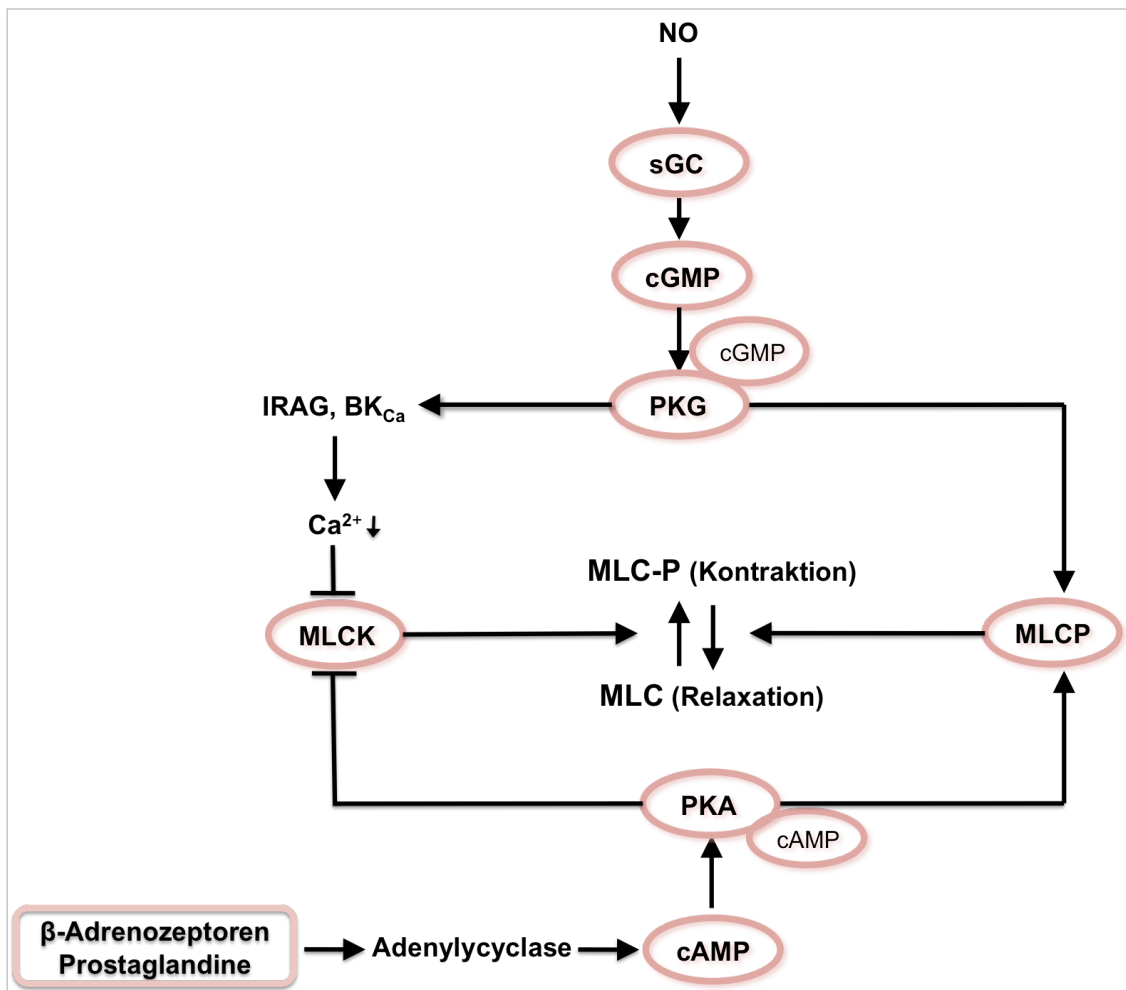 NO
sGC
cGMP
cGMP
PKG
IRAG, BKCa
Ca²⁺ ↓
MLC-P (Kontraktion)
MLCK
MLCP
MLC (Relaxation)
PKA
cAMP
β-Adrenozeptoren
Prostaglandine
Adenylycyclase
cAMP